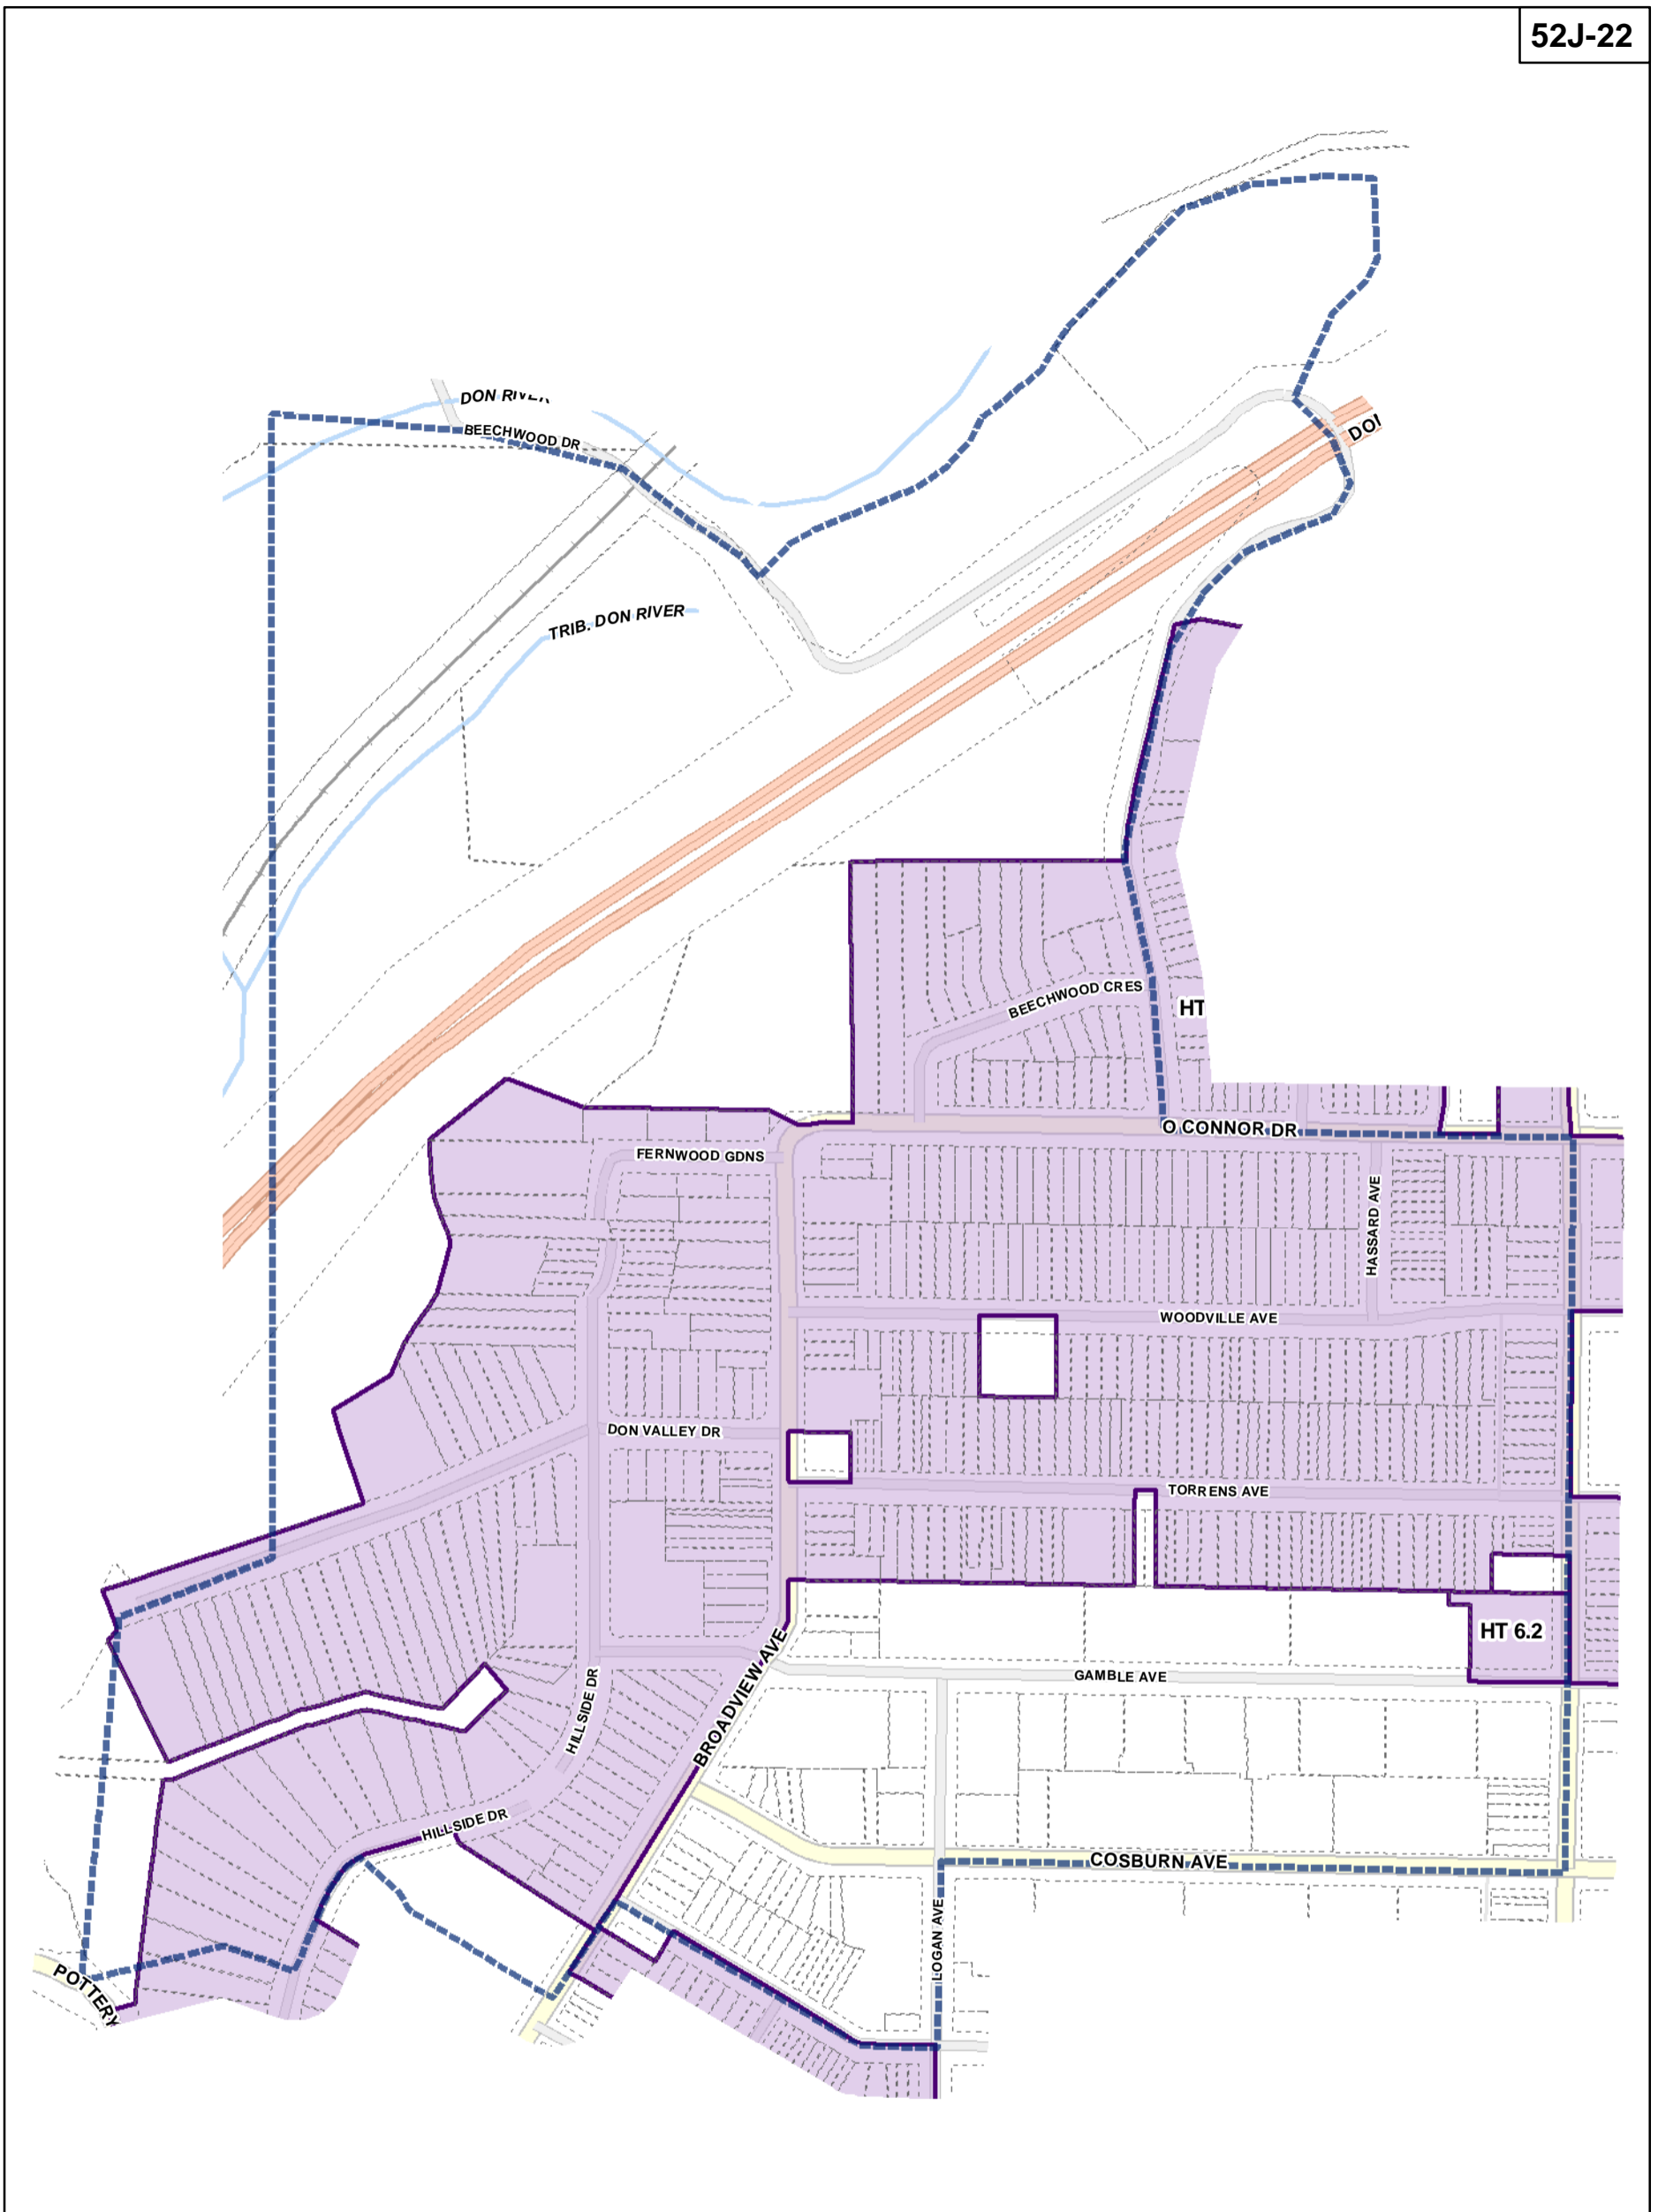 52J-22
DON RIVER
BEECHWOOD DR
DOI
TRIB. DON RIVER
BEECHWOOD CRES
HT
O CONNOR DR
FERNWOOD GDNS
HASSARD AVE
WOODVILLE AVE
DON VALLEY DR
TORRENS AVE
HT 6.2
BROADVIEW AVE
GAMBLE AVE
HILLSIDE DR
HILLSIDE DR
COSBURN AVE
LOGAN AVE
POTTERY